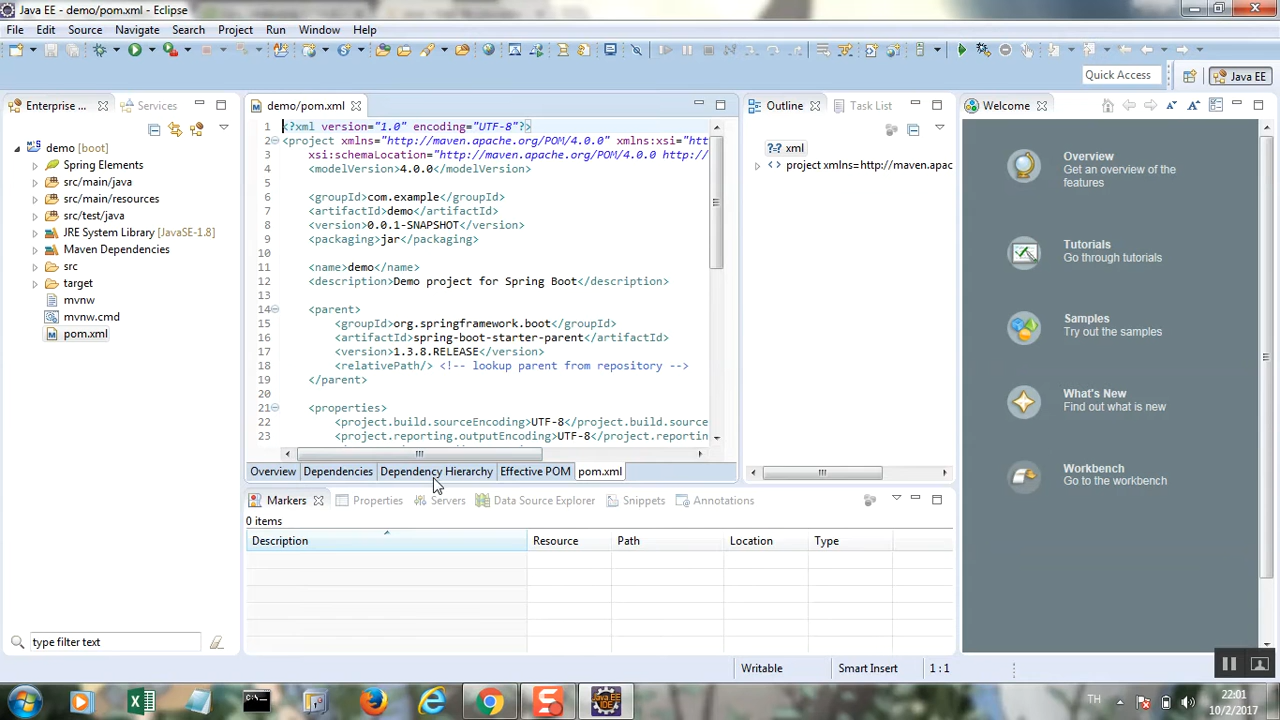 Java EE - demo/pom.xml - Eclipse
File Edit Source Navigate Search Project Run Window Help
Quick Access
Java EE
Enterprise ...
Services
demo/pom.xml
Outline
Task List
Welcome
demo [boot]
Spring Elements
src/main/java
src/main/resources
src/test/java
JRE System Library [JavaSE-1.8]
Maven Dependencies
src
target
mvnw
mvnw.cmd
pom.xml
type filter text
1 <?xml version="1.0" encoding="UTF-8"?>
2 <project xmlns="http://maven.apache.org/POM/4.0.0" xmlns:xsi="htt
3 xsi:schemaLocation="http://maven.apache.org/POM/4.0.0 http://
4 <modelVersion>4.0.0</modelVersion>
5
6 <groupId>com.example</groupId>
7 <artifactId>demo</artifactId>
8 <version>0.0.1-SNAPSHOT</version>
9 <packaging>jar</packaging>
10
11 <name>demo</name>
12 <description>Demo project for Spring Boot</description>
13
14 <parent>
15 <groupId>org.springframework.boot</groupId>
16 <artifactId>spring-boot-starter-parent</artifactId>
17 <version>1.3.8.RELEASE</version>
18 <relativePath/> <!-- lookup parent from repository -->
19 </parent>
20
21 <properties>
22 <project.build.sourceEncoding>UTF-8</project.build.source
23 <project.reporting.outputEncoding>UTF-8</project.reportin
Overview Dependencies Dependency Hierarchy Effective POM pom.xml
?=? xml
project xmlns=http://maven.apac
Overview
Get an overview of the
features
Tutorials
Go through tutorials
Samples
Try out the samples
What's New
Find out what is new
Workbench
Go to the workbench
Markers Properties Servers Data Source Explorer Snippets Annotations
0 items
Description Resource Path Location Type
Writable Smart Insert 1 : 1
TH
22:01
10/2/2017